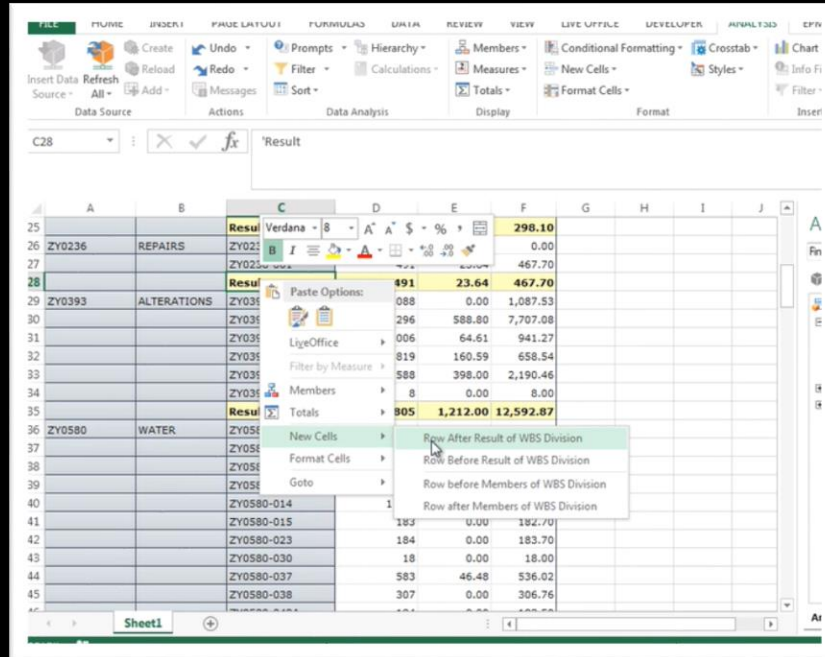 FILE HOME INSERT PAGE LAYOUT FORMULAS DATA REVIEW VIEW LIVE OFFICE DEVELOPER ANALYSIS EPM
Create Undo Prompts Hierarchy Members Conditional Formatting Crosstab Chart
Insert Data Refresh Reload Redo Filter Calculations Measures New Cells Styles Info Fi
Source All Add Messages Sort Totals Format Cells Filter
Data Source Actions Data Analysis Display Format Inser
C28 fx 'Result
A B C D E F G H I J
25 Resu 298.10
Verdana 8 A A $ - % ,
26 ZY0236 REPAIRS ZY023 0.00
B I A
27 467.70
28 Resu 491 23.64 467.70
Paste Options:
29 ZY0393 ALTERATIONS ZY039 088 0.00 1,087.53
30 ZY039 296 588.80 7,707.08
31 ZY039 006 64.61 941.27
LiveOffice
32 ZY039 819 160.59 658.54
Filter by Measure
33 ZY039 588 398.00 2,190.46
Members
34 ZY039 8 0.00 8.00
Totals
35 Resu 805 1,212.00 12,592.87
36 ZY0580 WATER ZY058
New Cells Row After Result of WBS Division
37 ZY058
Format Cells Row Before Result of WBS Division
38 ZY058
Goto Row before Members of WBS Division
39 ZY058
40 ZY0580-014 1
Row after Members of WBS Division
41 ZY0580-015 183 0.00 182.70
42 ZY0580-023 184 0.00 183.70
43 ZY0580-030 18 0.00 18.00
44 ZY0580-037 583 46.48 536.02
45 ZY0580-038 307 0.00 306.76
Sheet1